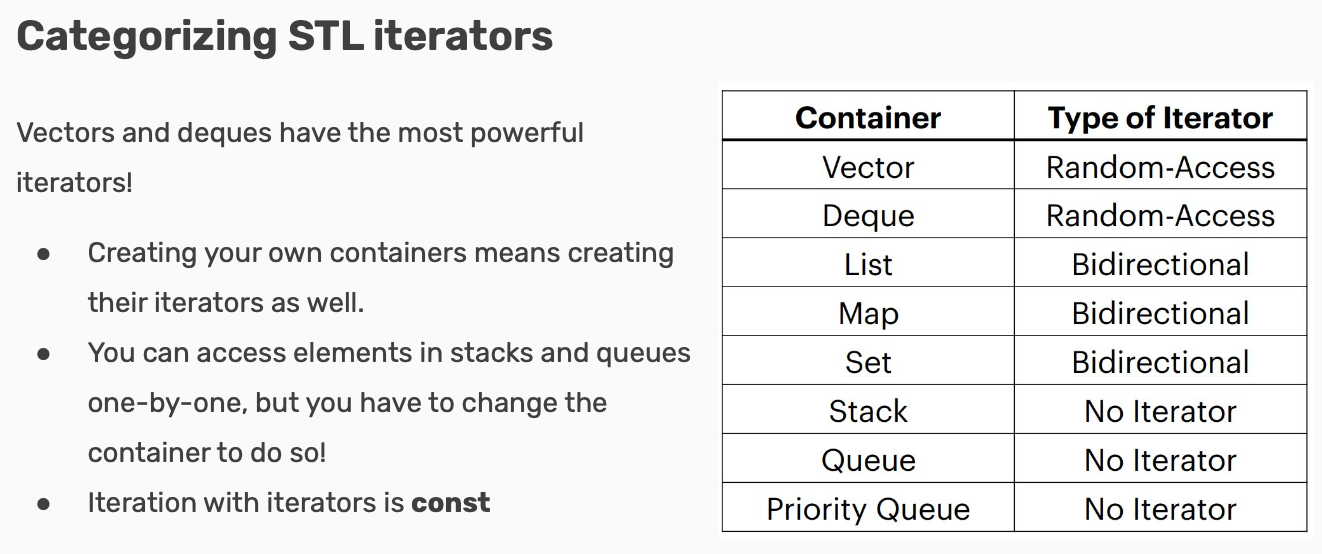 Categorizing STL iterators
Vectors and deques have the most powerful
iterators!
● Creating your own containers means creating
their iterators as well.
● You can access elements in stacks and queues
one-by-one, but you have to change the
container to do so!
● Iteration with iterators is const
Container Type of Iterator
Vector Random-Access
Deque Random-Access
List Bidirectional
Map Bidirectional
Set Bidirectional
Stack No Iterator
Queue No Iterator
Priority Queue No Iterator